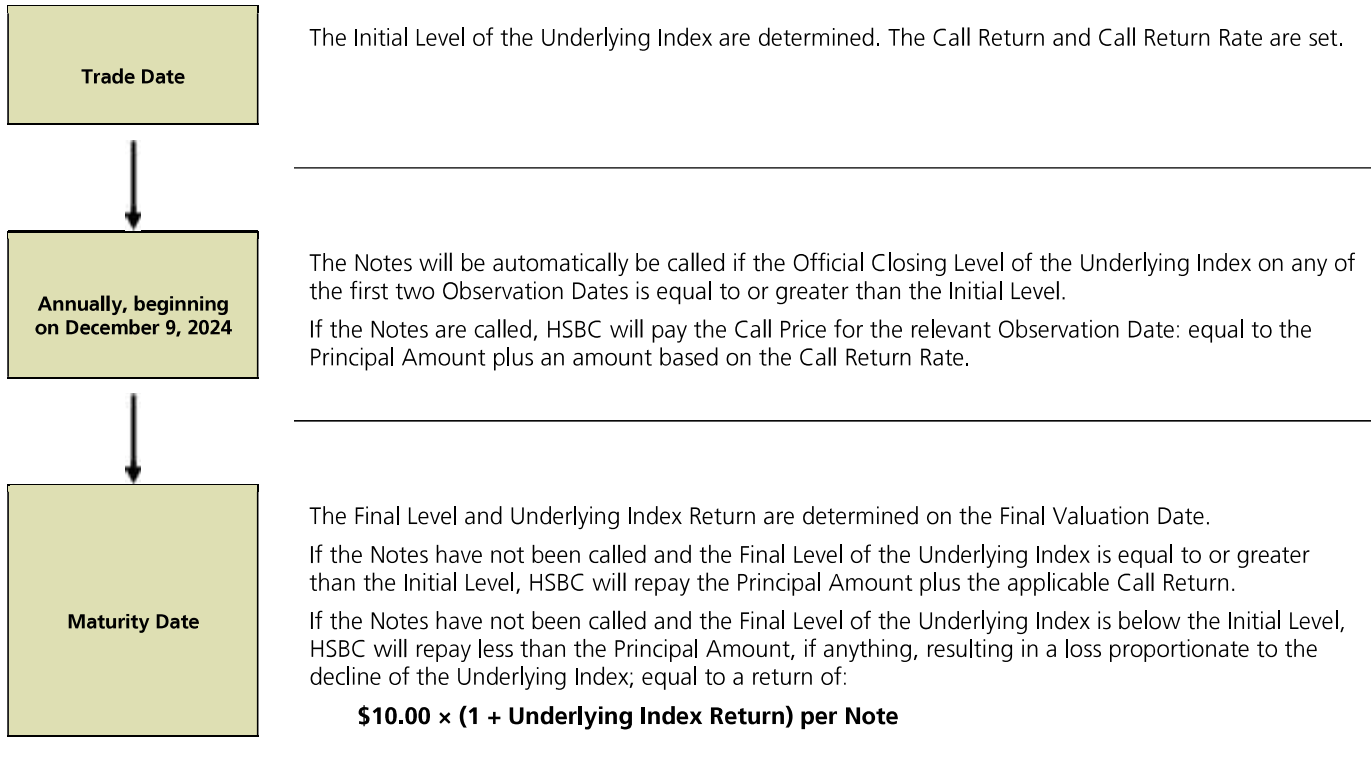 Trade Date
The Initial Level of the Underlying Index are determined. The Call Return and Call Return Rate are set.
Annually, beginning
on December 9, 2024
The Notes will be automatically be called if the Official Closing Level of the Underlying Index on any of
the first two Observation Dates is equal to or greater than the Initial Level.
If the Notes are called, HSBC will pay the Call Price for the relevant Observation Date: equal to the
Principal Amount plus an amount based on the Call Return Rate.
Maturity Date
The Final Level and Underlying Index Return are determined on the Final Valuation Date.
If the Notes have not been called and the Final Level of the Underlying Index is equal to or greater
than the Initial Level, HSBC will repay the Principal Amount plus the applicable Call Return.
If the Notes have not been called and the Final Level of the Underlying Index is below the Initial Level,
HSBC will repay less than the Principal Amount, if anything, resulting in a loss proportionate to the
decline of the Underlying Index; equal to a return of:
$10.00 × (1 + Underlying Index Return) per Note